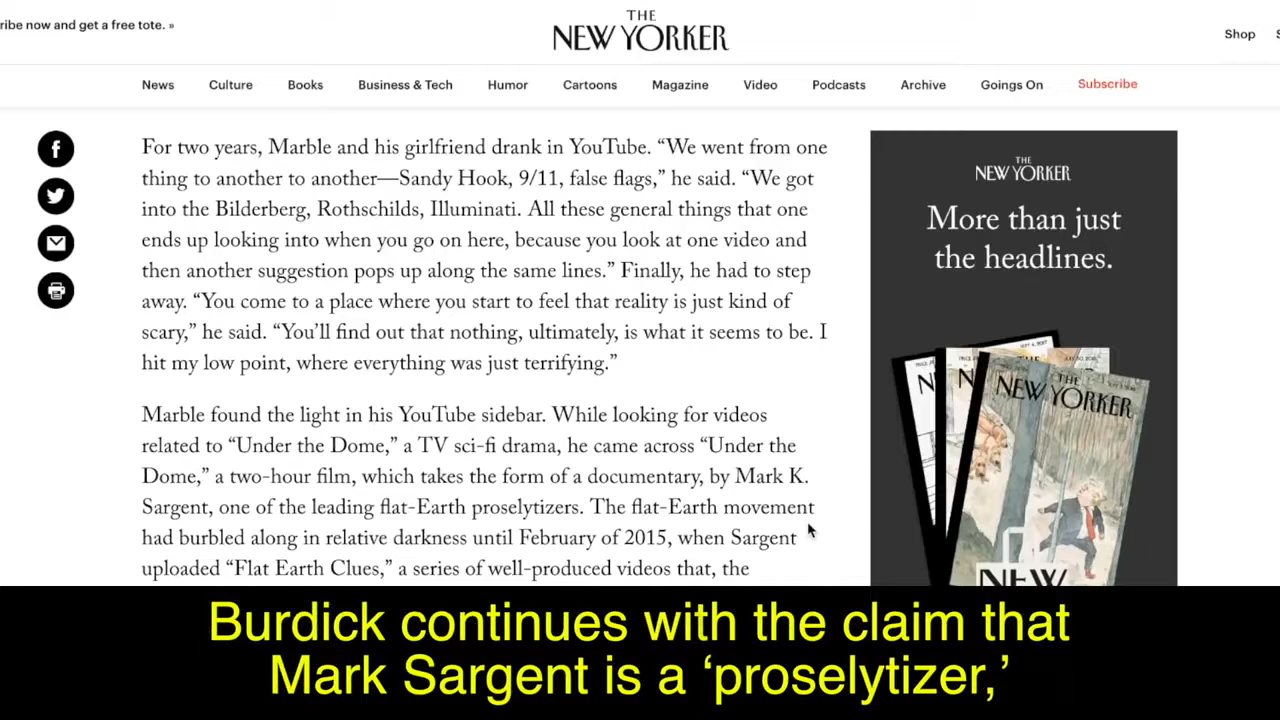 ribe now and get a free tote. »
THE
NEW YORKER
Shop
News Culture Books Business & Tech Humor Cartoons Magazine Video Podcasts Archive Goings On Subscribe
For two years, Marble and his girlfriend drank in YouTube. “We went from one
thing to another to another—Sandy Hook, 9/11, false flags,” he said. “We got
into the Bilderberg, Rothschilds, Illuminati. All these general things that one
ends up looking into when you go on here, because you look at one video and
then another suggestion pops up along the same lines.” Finally, he had to step
away. “You come to a place where you start to feel that reality is just kind of
scary,” he said. “You’ll find out that nothing, ultimately, is what it seems to be. I
hit my low point, where everything was just terrifying.”
Marble found the light in his YouTube sidebar. While looking for videos
related to “Under the Dome,” a TV sci-fi drama, he came across “Under the
Dome,” a two-hour film, which takes the form of a documentary, by Mark K.
Sargent, one of the leading flat-Earth proselytizers. The flat-Earth movement
had burbled along in relative darkness until February of 2015, when Sargent
uploaded “Flat Earth Clues,” a series of well-produced videos that, the
THE
NEW YORKER
More than just
the headlines.
THE
NEW YORKER
NEW
Burdick continues with the claim that
Mark Sargent is a ‘proselytizer,’